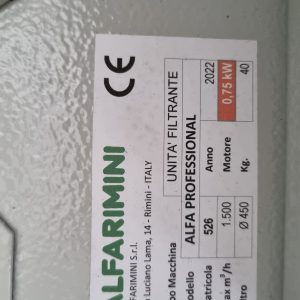 ALFARIMINI
CE
ALFARIMINI S.r.l.
Luciano Lama, 14 - Rimini - ITALY
po Macchina UNITA' FILTRANTE
odello ALFA PROFESSIONAL
atricola 526 Anno 2022
ax m³/h 1.500 Motore 0,75 kW
ltro Ø 450 Kg. 40